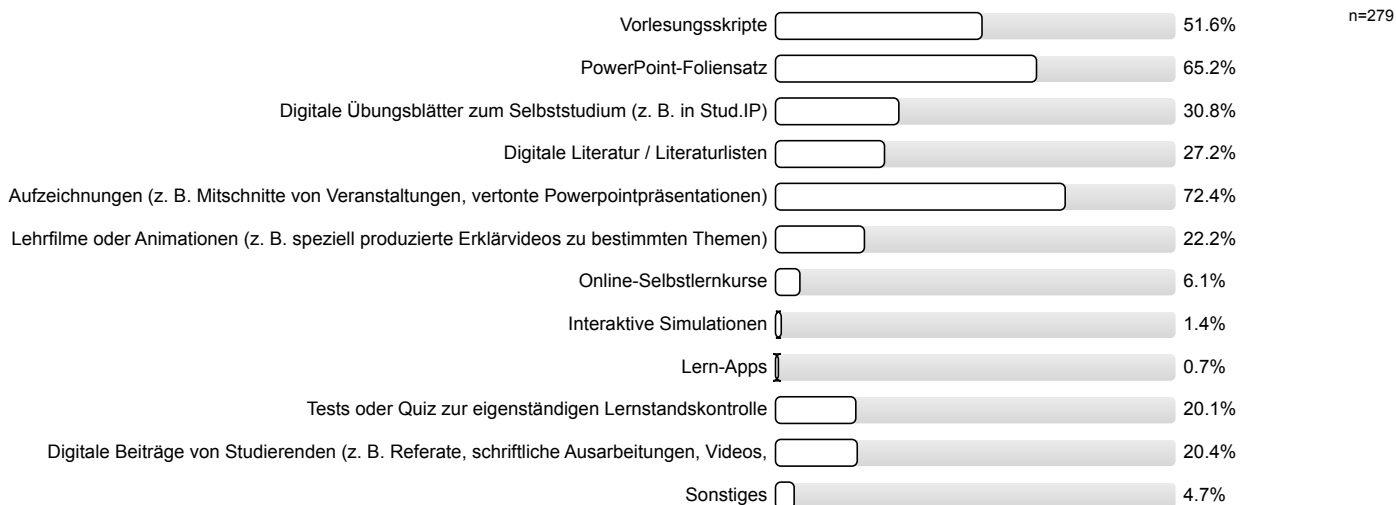 Vorlesungsskripte 51.6% n=279
PowerPoint-Foliensatz 65.2%
Digitale Übungsblätter zum Selbststudium (z. B. in Stud.IP) 30.8%
Digitale Literatur / Literaturlisten 27.2%
Aufzeichnungen (z. B. Mitschnitte von Veranstaltungen, vertonte Powerpointpräsentationen) 72.4%
Lehrfilme oder Animationen (z. B. speziell produzierte Erklärvideos zu bestimmten Themen) 22.2%
Online-Selbstlernkurse 6.1%
Interaktive Simulationen 1.4%
Lern-Apps 0.7%
Tests oder Quiz zur eigenständigen Lernstandskontrolle 20.1%
Digitale Beiträge von Studierenden (z. B. Referate, schriftliche Ausarbeitungen, Videos, 20.4%
Sonstiges 4.7%